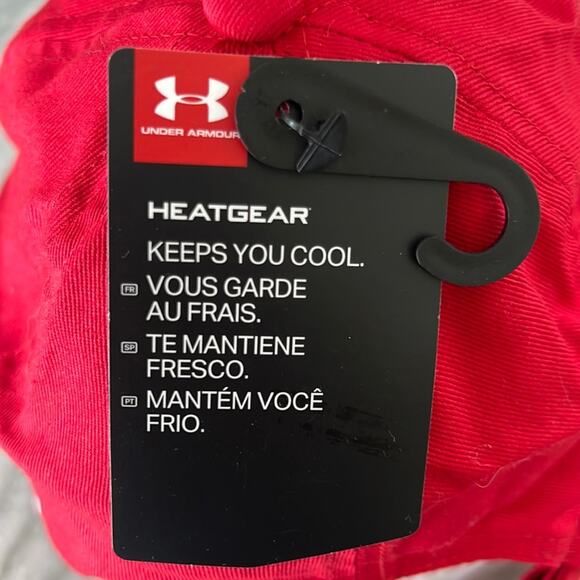 UNDER ARMOUR
HEATGEAR
KEEPS YOU COOL.
FR VOUS GARDE
AU FRAIS.
SP TE MANTIENE
FRESCO.
PT MANTÉM VOCÊ
FRIO.